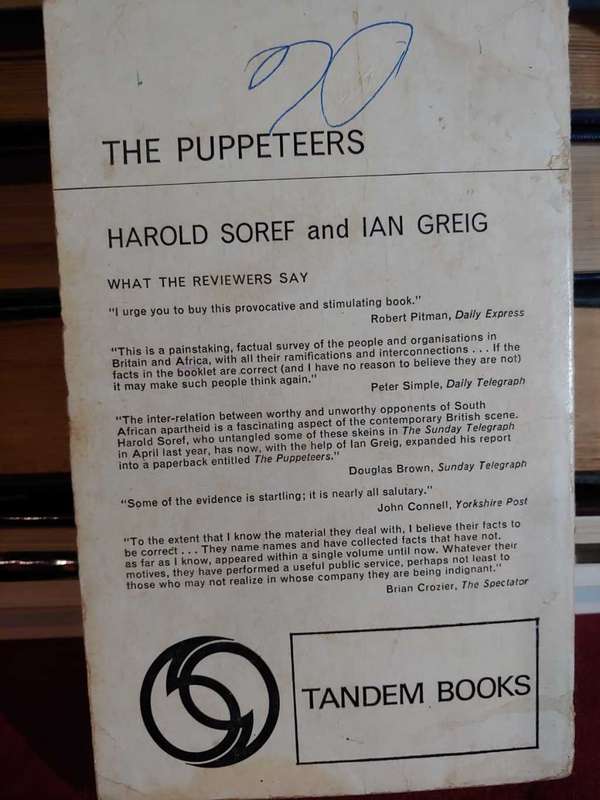 20
THE PUPPETEERS
HAROLD SOREF and IAN GREIG
WHAT THE REVIEWERS SAY
"I urge you to buy this provocative and stimulating book."
Robert Pitman, Daily Express
"This is a painstaking, factual survey of the people and organisations in
Britain and Africa, with all their ramifications and interconnections . . . If the
facts in the booklet are correct (and I have no reason to believe they are not)
it may make such people think again."
Peter Simple, Daily Telegraph
"The inter-relation between worthy and unworthy opponents of South
African apartheid is a fascinating aspect of the contemporary British scene.
Harold Soref, who untangled some of these skeins in The Sunday Telegraph
in April last year, has now, with the help of Ian Greig, expanded his report
into a paperback entitled The Puppeteers."
Douglas Brown, Sunday Telegraph
"Some of the evidence is startling; it is nearly all salutary."
John Connell, Yorkshire Post
"To the extent that I know the material they deal with, I believe their facts to
be correct . . . They name names and have collected facts that have not,
as far as I know, appeared within a single volume until now. Whatever their
motives, they have performed a useful public service, perhaps not least to
those who may not realize in whose company they are being indignant."
Brian Crozier, The Spectator
TANDEM BOOKS